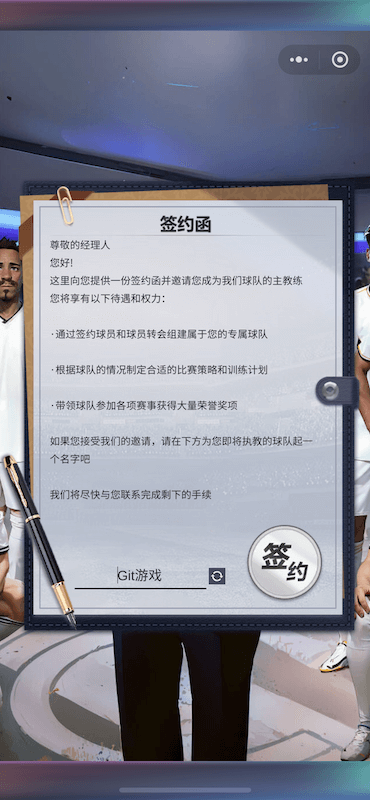 签约函
尊敬的经理人
您好!
这里向您提供一份签约函并邀请您成为我们球队的主教练
您将享有以下待遇和权力：
·通过签约球员和球员转会组建属于您的专属球队
·根据球队的情况制定合适的比赛策略和训练计划
·带领球队参加各项赛事获得大量荣誉奖项
如果您接受我们的邀请，请在下方为您即将执教的球队起一
个名字吧
我们将尽快与您联系完成剩下的手续
Git游戏
签约